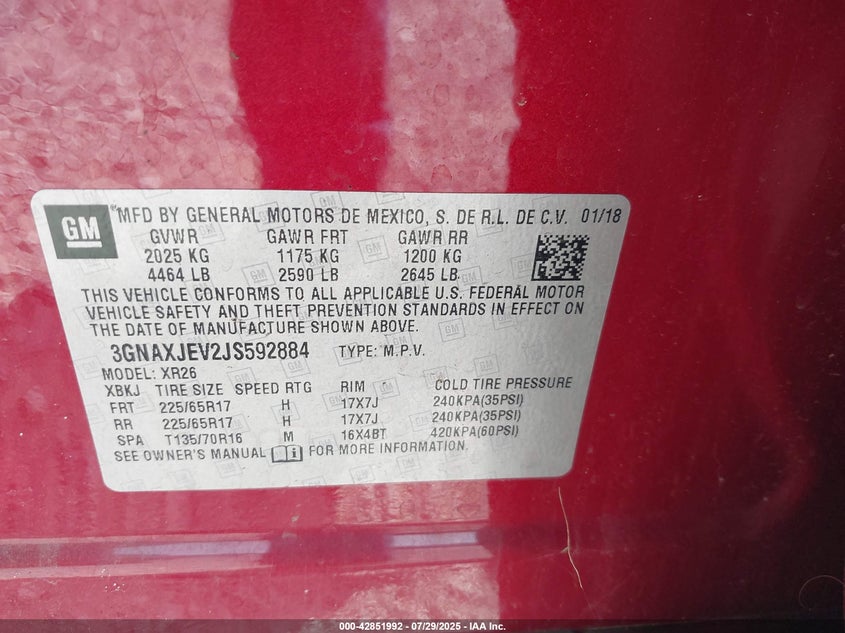 GM MFD BY GENERAL MOTORS DE MEXICO, S. DE R.L. DE C.V. 01/18
GVWR GAWR FRT GAWR RR
2025 KG 1175 KG 1200 KG
4464 LB 2590 LB 2645 LB
THIS VEHICLE CONFORMS TO ALL APPLICABLE U.S. FEDERAL MOTOR
VEHICLE SAFETY AND THEFT PREVENTION STANDARDS IN EFFECT ON
THE DATE OF MANUFACTURE SHOWN ABOVE.
3GNAXJEV2JS592884 TYPE: M.P.V.
MODEL: XR26
XBKJ TIRE SIZE SPEED RTG RIM COLD TIRE PRESSURE
FRT 225/65R17 H 17X7J 240KPA(35PSI)
RR 225/65R17 H 17X7J 240KPA(35PSI)
SPA T135/70R16 M 16X4BT 420KPA(60PSI)
SEE OWNER'S MANUAL i FOR MORE INFORMATION.
000-42851992 - 07/29/2025 - IAA Inc.